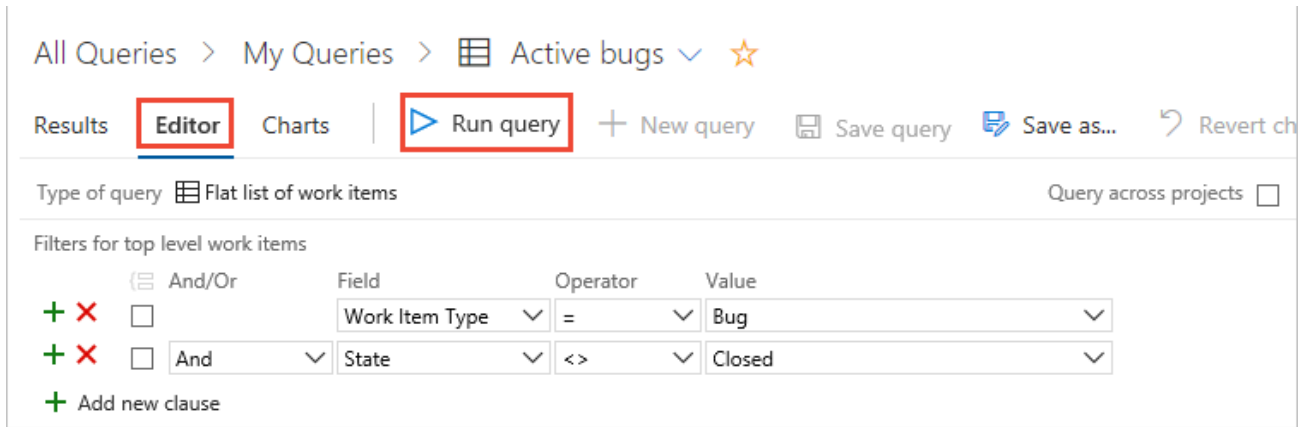 All Queries > My Queries > Active bugs
Results Editor Charts Run query New query Save query Save as... Revert ch
Type of query Flat list of work items Query across projects
Filters for top level work items
And/Or Field Operator Value
Work Item Type = Bug
And State <> Closed
Add new clause